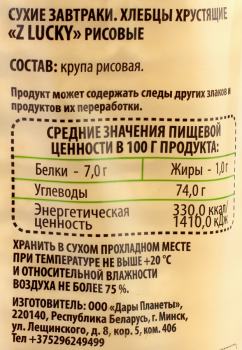 СУХИЕ ЗАВТРАКИ. ХЛЕБЦЫ ХРУСТЯЩИЕ
«Z LUCKY» РИСОВЫЕ
СОСТАВ: крупа рисовая.
Продукт может содержать следы других злаков и
продуктов их переработки.
СРЕДНИЕ ЗНАЧЕНИЯ ПИЩЕВОЙ
ЦЕННОСТИ В 100 Г ПРОДУКТА:
Белки - 7,0 г Жиры - 1,0г
Углеводы 74,0 г
Энергетическая 330,0 ккал/
ценность 1410,0 кДж
ХРАНИТЬ В СУХОМ ПРОХЛАДНОМ МЕСТЕ
ПРИ ТЕМПЕРАТУРЕ НЕ ВЫШЕ +20 °С
И ОТНОСИТЕЛЬНОЙ ВЛАЖНОСТИ
ВОЗДУХА НЕ БОЛЕЕ 75 %.
ИЗГОТОВИТЕЛЬ: ООО «Дары Планеты»,
220140, Республика Беларусь, г. Минск,
ул. Лещинского, д. 8, кор. 5, ком. 406
Тел +375296249499